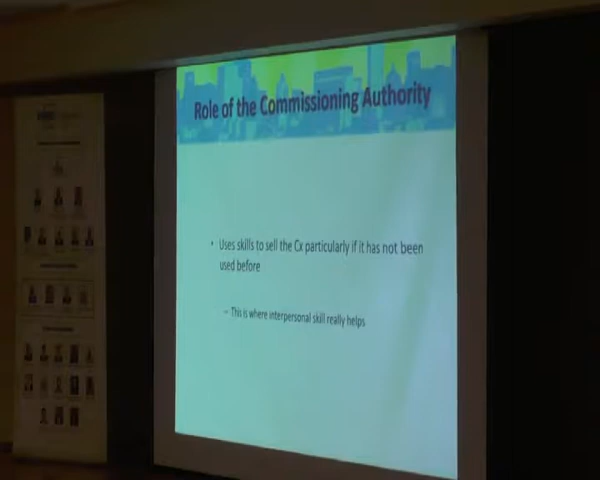 Role of the Commissioning Authority
• Uses skills to sell the Cx particularly if it has not been
used before
– This is where interpersonal skill really helps